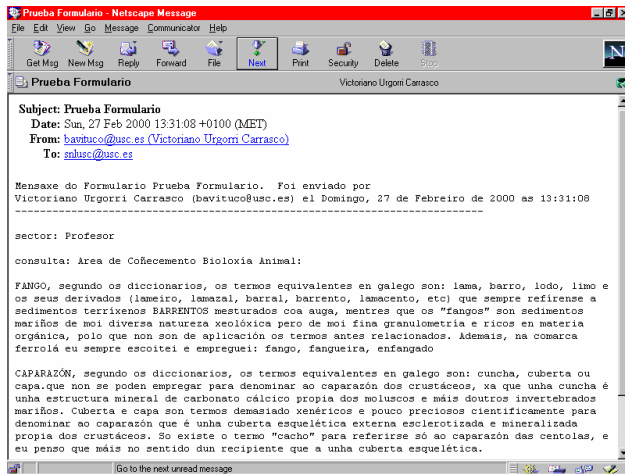 Prueba Formulario - Netscape Message
File Edit View Go Message Communicator Help
Get Msg New Msg Reply Forward File Next Print Security Delete Stop
N
Prueba Formulario Victoriano Urgorri Carrasco
Subject: Prueba Formulario
Date: Sun, 27 Feb 2000 13:31:08 +0100 (MET)
From: bavituco@usc.es (Victoriano Urgorri Carrasco)
To: snlusc@usc.es
Mensaxe do Formulario Prueba Formulario. Foi enviado por
Victoriano Urgorri Carrasco (bavituco@usc.es) el Domingo, 27 de Febreiro de 2000 as 13:31:08
------------------------------------------------------------------------
sector: Profesor
consulta: Area de Coñecemento Bioloxia Animal:
FANGO, segundo os diccionarios, os termos equivalentes en galego son: lama, barro, lodo, limo e
os seus derivados (lameiro, lamazal, barral, barrento, lamacento, etc) que sempre refírense a
sedimentos terríxenos BARRENTOS mesturados coa auga, mentres que os "fangos" son sedimentos
mariños de moi diversa natureza xeolóxica pero de moi fina granulometría e ricos en materia
orgánica, polo que non son de aplicación os termos antes relacionados. Ademais, na comarca
ferrolá eu sempre escoitei e empreguei: fango, fangueira, enfangado
CAPARAZÓN, segundo os diccionarios, os termos equivalentes en galego son: cuncha, cuberta ou
capa.que non se poden empregar para denominar ao caparazón dos crustáceos, xa que unha cuncha é
unha estructura mineral de carbonato cálcico propia dos moluscos e máis doutros invertebrados
mariños. Cuberta e capa son termos demasiado xenéricos e pouco preciosos cientificamente para
denominar ao caparazón que é unha cuberta esquelética externa esclerotizada e mineralizada
propia dos crustáceos. So existe o termo "cacho" para referirse só ao caparazón das centolas, e
eu penso que máis no sentido dun recipiente que a unha cuberta esquelética.
Go to the next unread message